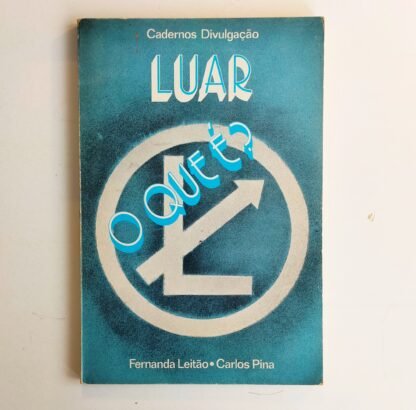 Cadernos Divulgação
LUAR
O QUE É?
Fernanda Leitão • Carlos Pina